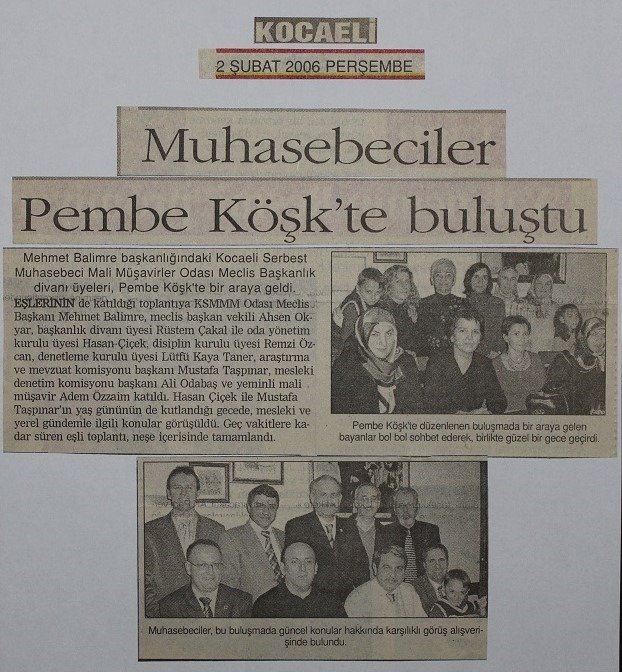 KOCAELİ
2 ŞUBAT 2006 PERŞEMBE
Muhasebeciler
Pembe Köşk'te buluştu
Mehmet Balimre başkanlığındaki Kocaeli Serbest
Muhasebeci Mali Müşavirler Odası Meclis Başkanlık
divanı üyeleri, Pembe Köşk'te bir araya geldi.
EŞLERİNİN de katıldığı toplantıya KSMMM Odası Meclis
Başkanı Mehmet Balimre, meclis başkan vekili Ahsen Ok-
yar, başkanlık divanı üyesi Rüstem Çakal ile oda yönetim
kurulu üyesi Hasan-Çiçek, disiplin kurulu üyesi Remzi Öz-
can, denetleme kurulu üyesi Lütfü Kaya Taner, araştırma
ve mevzuat komisyonu başkanı Mustafa Taşpınar, mesleki
denetim komisyonu başkanı Ali Odabaş ve yeminli mali
müşavir Adem Özzaim katıldı. Hasan Çiçek ile Mustafa
Taşpınar'ın yaş gününün de kutlandığı gecede, mesleki ve
yerel gündemle ilgili konular görüşüldü. Geç vakitlere ka-
dar süren eşli toplantı, neşe içerisinde tamamlandı.
Pembe Köşk'te düzenlenen buluşmada bir araya gelen
bayanlar bol bol sohbet ederek, birlikte güzel bir gece geçirdi.
Muhasebeciler, bu buluşmada güncel konular hakkında karşılıklı görüş alışveri-
şinde bulundu.